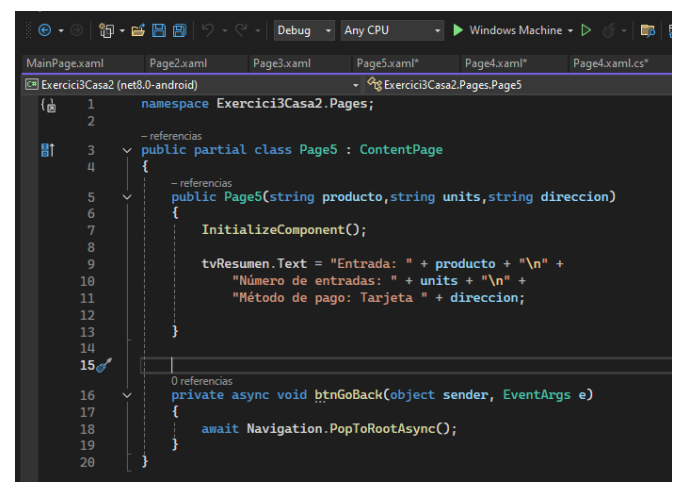 Debug Any CPU Windows Machine
MainPage.xaml Page2.xaml Page3.xaml Page5.xaml* Page4.xaml* Page4.xaml.cs*
C# Exercici3Casa2 (net8.0-android) Exercici3Casa2.Pages.Page5
1 namespace Exercici3Casa2.Pages;
2
– referencias
3 public partial class Page5 : ContentPage
4 {
– referencias
5 public Page5(string producto,string units,string direccion)
6 {
7 InitializeComponent();
8
9 tvResumen.Text = "Entrada: " + producto + "\n" +
10 "Número de entradas: " + units + "\n" +
11 "Método de pago: Tarjeta " + direccion;
12
13 }
14
15
0 referencias
16 private async void btnGoBack(object sender, EventArgs e)
17 {
18 await Navigation.PopToRootAsync();
19 }
20 }